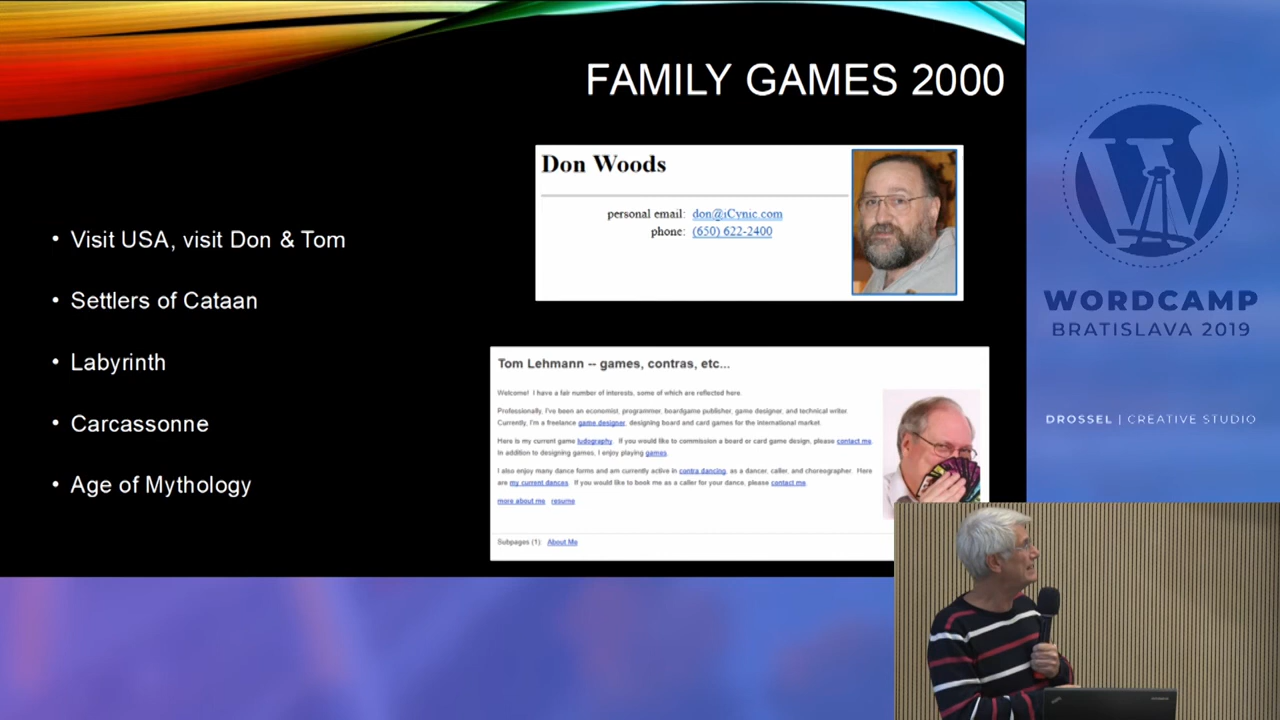 FAMILY GAMES 2000
• Visit USA, visit Don & Tom
• Settlers of Cataan
• Labyrinth
• Carcassonne
• Age of Mythology
Don Woods
personal email: don@iCynic.com
phone: (650) 622-2400
Tom Lehmann -- games, contras, etc...
Welcome! I have a fair number of interests, some of which are reflected here.
Professionally, I've been an economist, programmer, boardgame publisher, game designer, and technical writer.
Currently, I'm a freelance game designer, designing board and card games for the international market.
Here is my current game ludography. If you would like to commission a board or card game design, please contact me.
In addition to designing games, I enjoy playing games.
I also enjoy many dance forms and am currently active in contra dancing, as a dancer, caller, and choreographer. Here
are my current dances. If you would like to book me as a caller for your dance, please contact me.
more about me resume
Subpages (1): About Me
WORDCAMP
BRATISLAVA 2019
DROSSEL | CREATIVE STUDIO